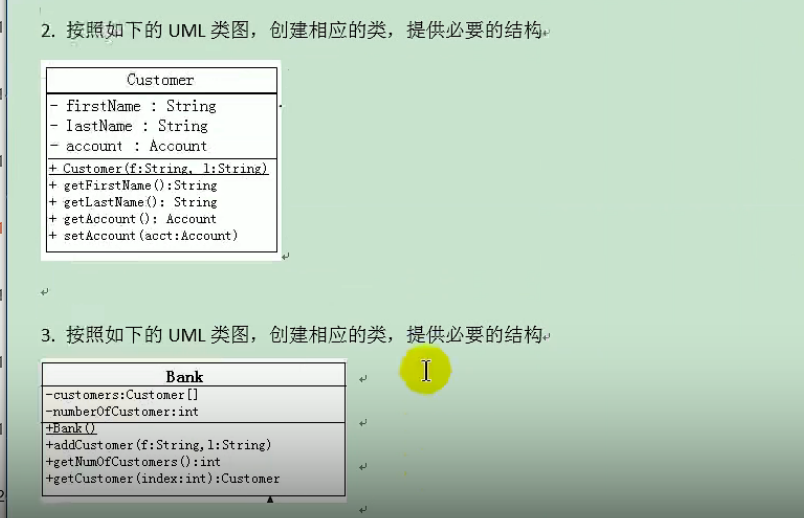 2. 按照如下的 UML 类图，创建相应的类，提供必要的结构
Customer
- firstName : String
- lastName : String
- account : Account
+ Customer(f:String, l:String)
+ getFirstName():String
+ getLastName(): String
+ getAccount(): Account
+ setAccount(acct:Account)
3. 按照如下的 UML 类图，创建相应的类，提供必要的结构
Bank
-customers:Customer[]
-numberOfCustomer:int
+Bank()
+addCustomer(f:String,l:String)
+getNumOfCustomers():int
+getCustomer(index:int):Customer